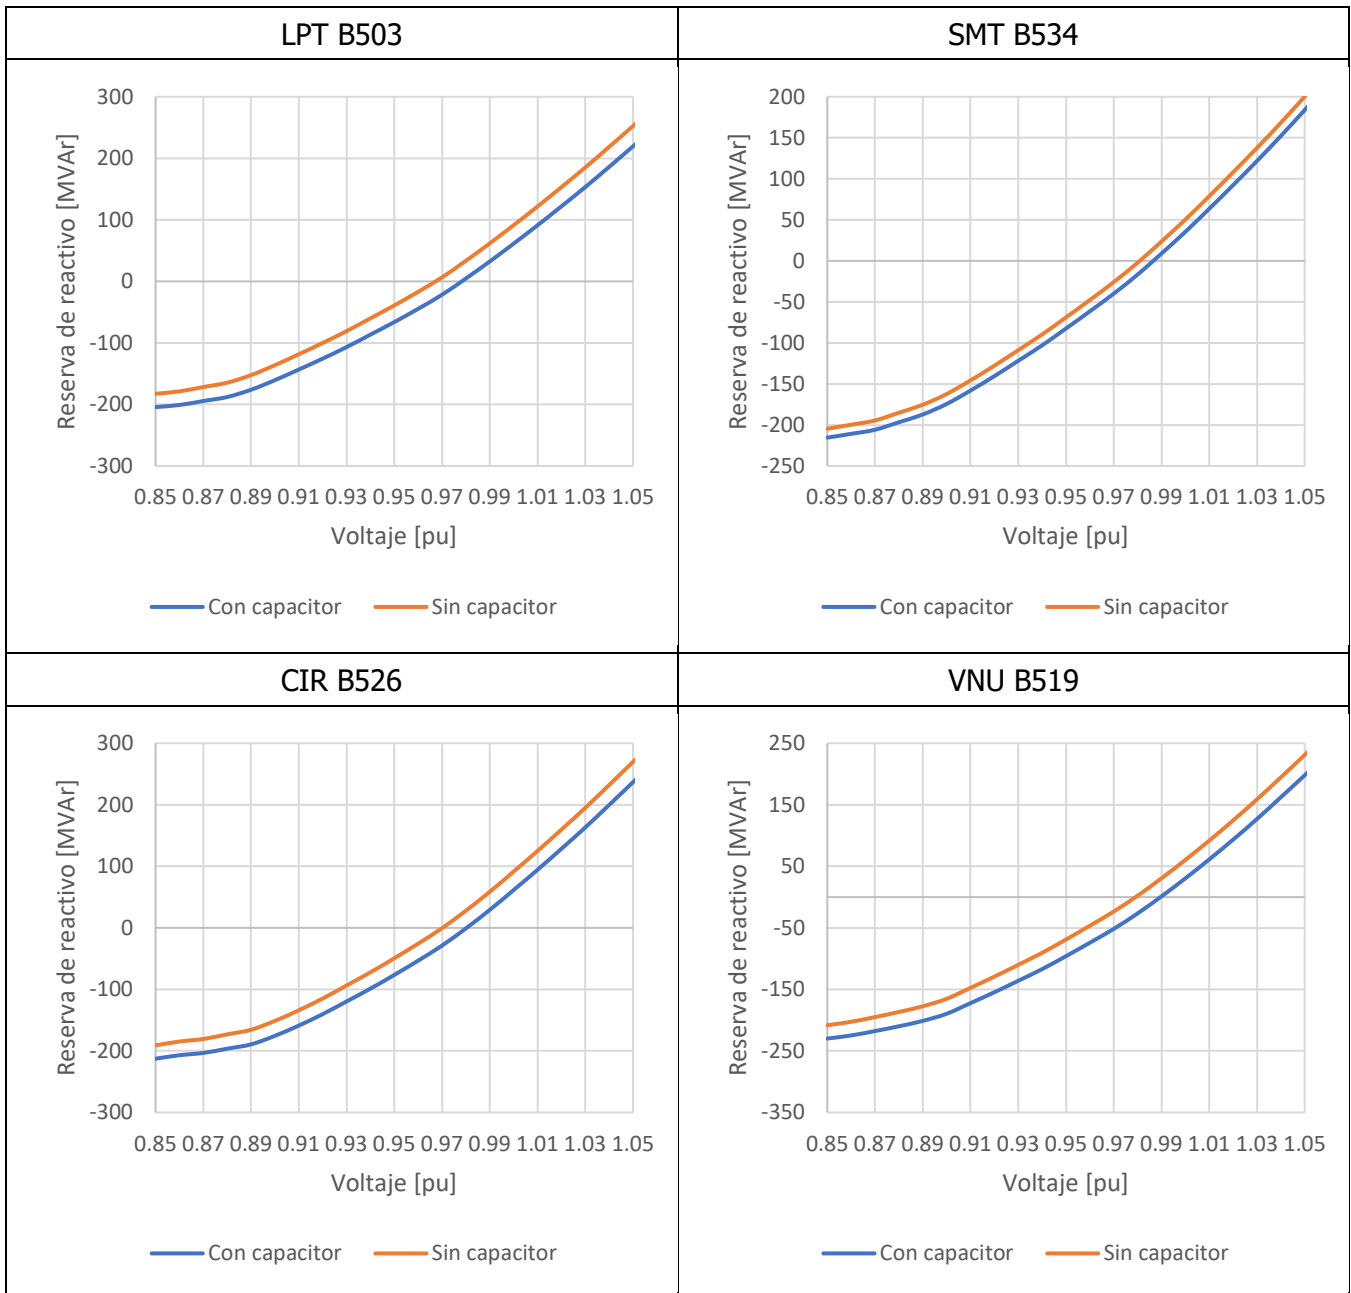 LPT B503
SMT B534
Reserva de reactivo [MVAr]
300
200
100
0
-100
-200
-300
0.85 0.87 0.89 0.91 0.93 0.95 0.97 0.99 1.01 1.03 1.05
Voltaje [pu]
Con capacitor Sin capacitor
Reserva de reactivo [MVAr]
200
150
100
50
0
-50
-100
-150
-200
-250
0.85 0.87 0.89 0.91 0.93 0.95 0.97 0.99 1.01 1.03 1.05
Voltaje [pu]
Con capacitor Sin capacitor
CIR B526
VNU B519
Reserva de reactivo [MVAr]
300
200
100
0
-100
-200
-300
0.85 0.87 0.89 0.91 0.93 0.95 0.97 0.99 1.01 1.03 1.05
Voltaje [pu]
Con capacitor Sin capacitor
Reserva de reactivo [MVAr]
250
150
50
-50
-150
-250
-350
0.85 0.87 0.89 0.91 0.93 0.95 0.97 0.99 1.01 1.03 1.05
Voltaje [pu]
Con capacitor Sin capacitor